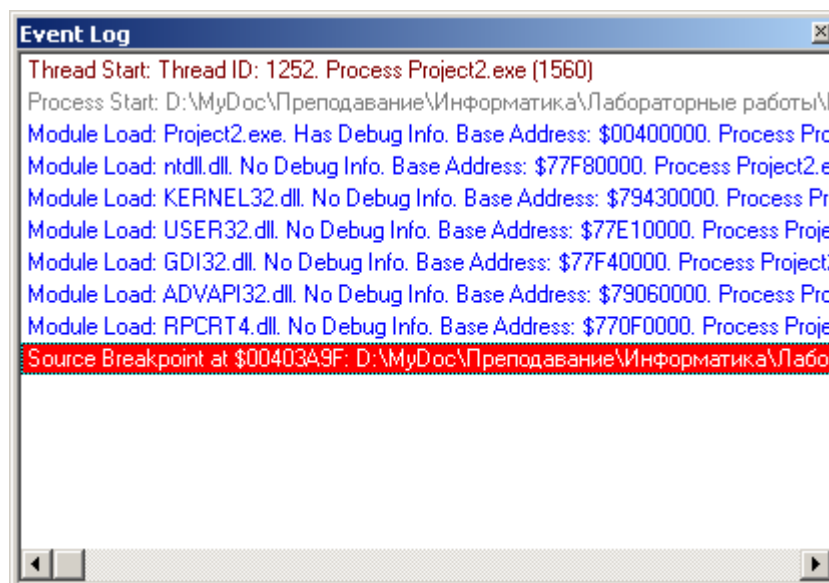 Event Log
Thread Start: Thread ID: 1252. Process Project2.exe (1560)
Process Start: D:\MyDoc\Преподавание\Информатика\Лабораторные работы\
Module Load: Project2.exe. Has Debug Info. Base Address: $00400000. Process Pro
Module Load: ntdll.dll. No Debug Info. Base Address: $77F80000. Process Project2.e
Module Load: KERNEL32.dll. No Debug Info. Base Address: $79430000. Process Pr
Module Load: USER32.dll. No Debug Info. Base Address: $77E10000. Process Proje
Module Load: GDI32.dll. No Debug Info. Base Address: $77F40000. Process Project
Module Load: ADVAPI32.dll. No Debug Info. Base Address: $79060000. Process Pro
Module Load: RPCRT4.dll. No Debug Info. Base Address: $770F0000. Process Proje
Source Breakpoint at $00403A9F: D:\MyDoc\Преподавание\Информатика\Лабо